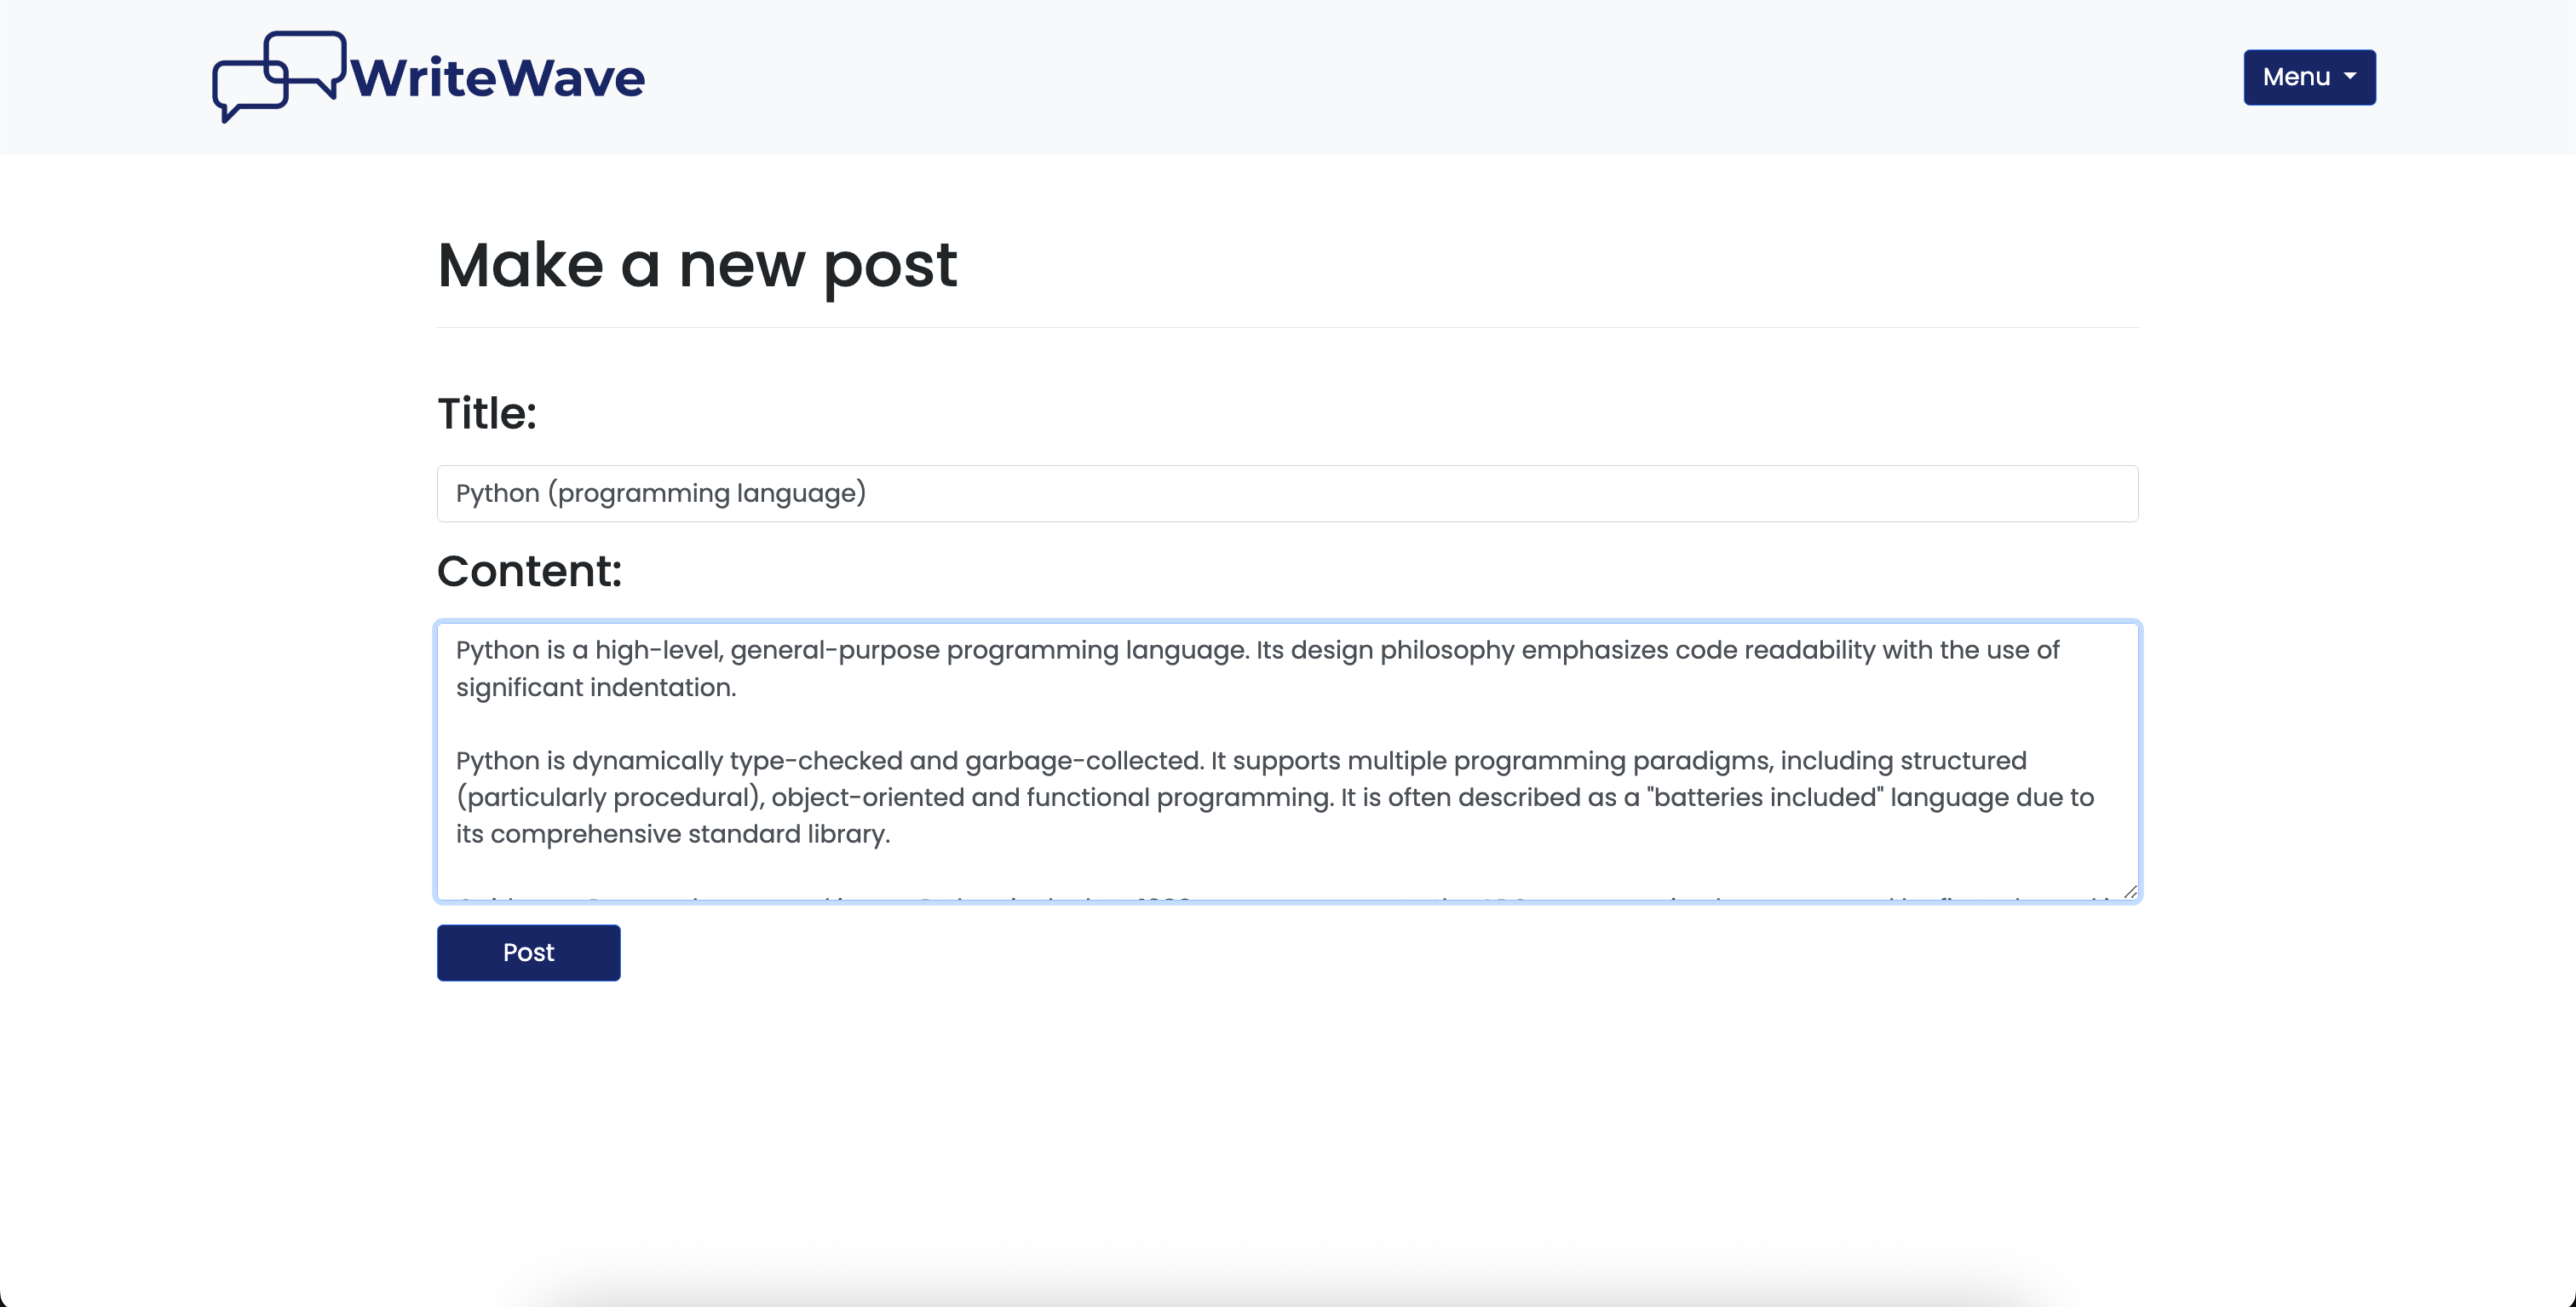 WriteWave
Menu
Make a new post
Title:
Python (programming language)
Content:
Python is a high-level, general-purpose programming language. Its design philosophy emphasizes code readability with the use of
significant indentation.
Python is dynamically type-checked and garbage-collected. It supports multiple programming paradigms, including structured
(particularly procedural), object-oriented and functional programming. It is often described as a "batteries included" language due to
its comprehensive standard library.
Post